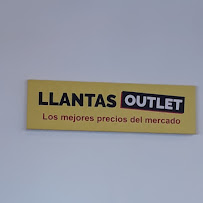 LLANTAS OUTLET
Los mejores precios del mercado